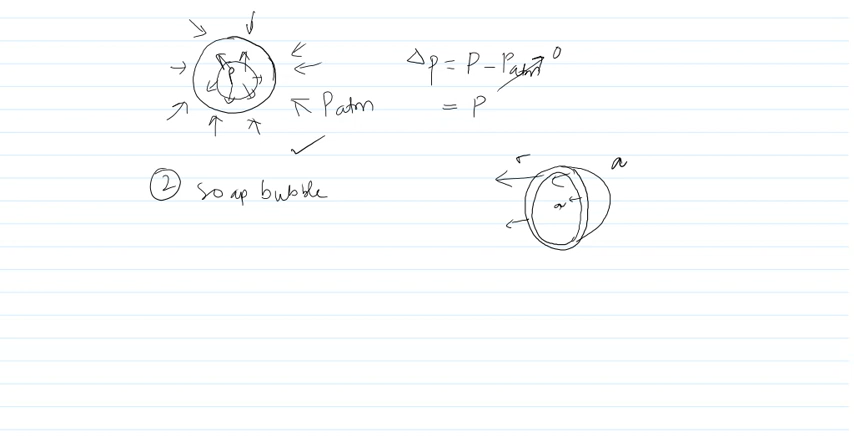 Δp = P - Patm 0
P
Patm
= P
② soap bubble
a